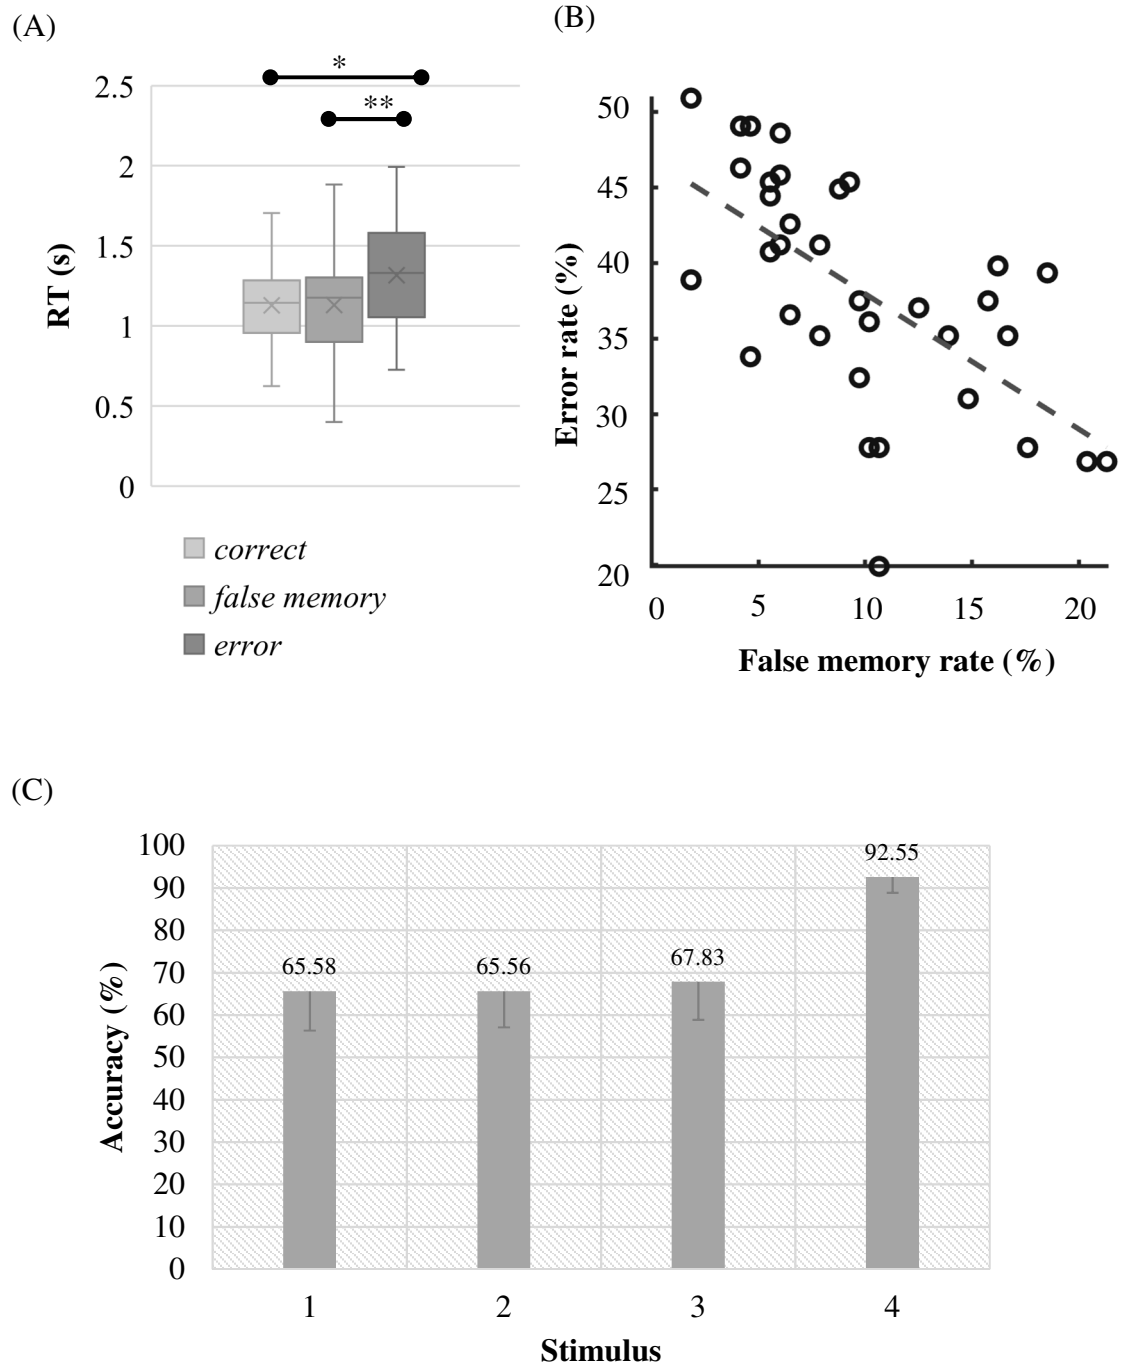 (A)
*
**
2.5
2
1.5
1
0.5
0
RT (s)
correct
false memory
error
(B)
50
45
40
35
30
25
20
Error rate (%)
0 5 10 15 20
False memory rate (%)
(C)
100
90
80
70
60
50
40
30
20
10
0
Accuracy (%)
65.58 65.56 67.83 92.55
1 2 3 4
Stimulus